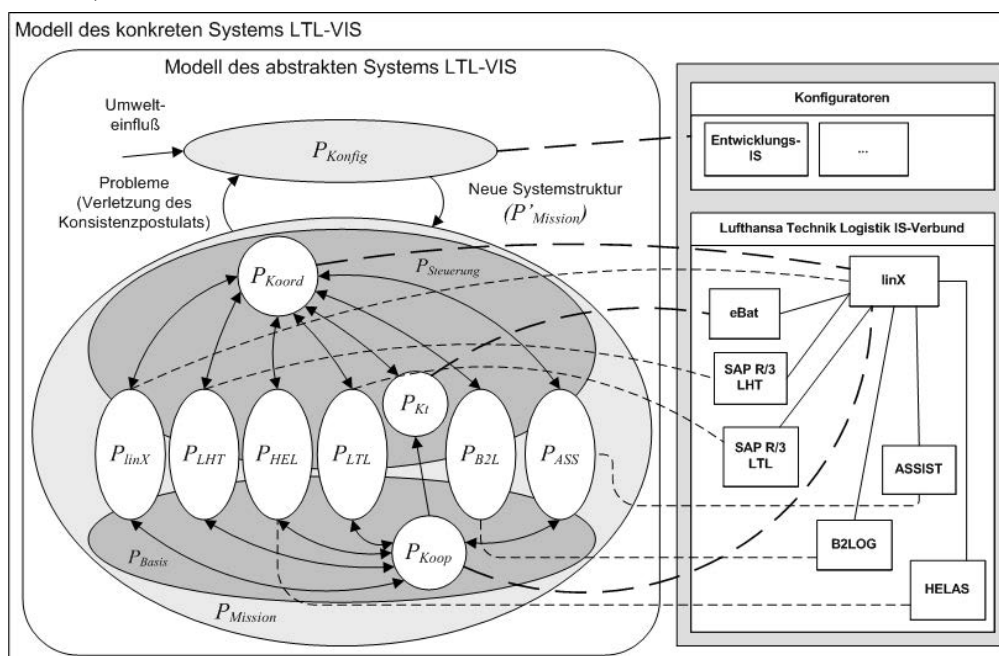 Modell des konkreten Systems LTL-VIS
Modell des abstrakten Systems LTL-VIS
Umwelt-
einfluß
P_Konfig
Probleme
(Verletzung des
Konsistenzpostulats)
Neue Systemstruktur
(P'_Mission)
P_Koord
P_Steuerung
P_Kt
P_linX
P_LHT
P_HEL
P_LTL
P_B2L
P_ASS
P_Koop
P_Basis
P_Mission
Konfiguratoren
Entwicklungs-
IS
...
Lufthansa Technik Logistik IS-Verbund
linX
eBat
SAP R/3
LHT
SAP R/3
LTL
ASSIST
B2LOG
HELAS